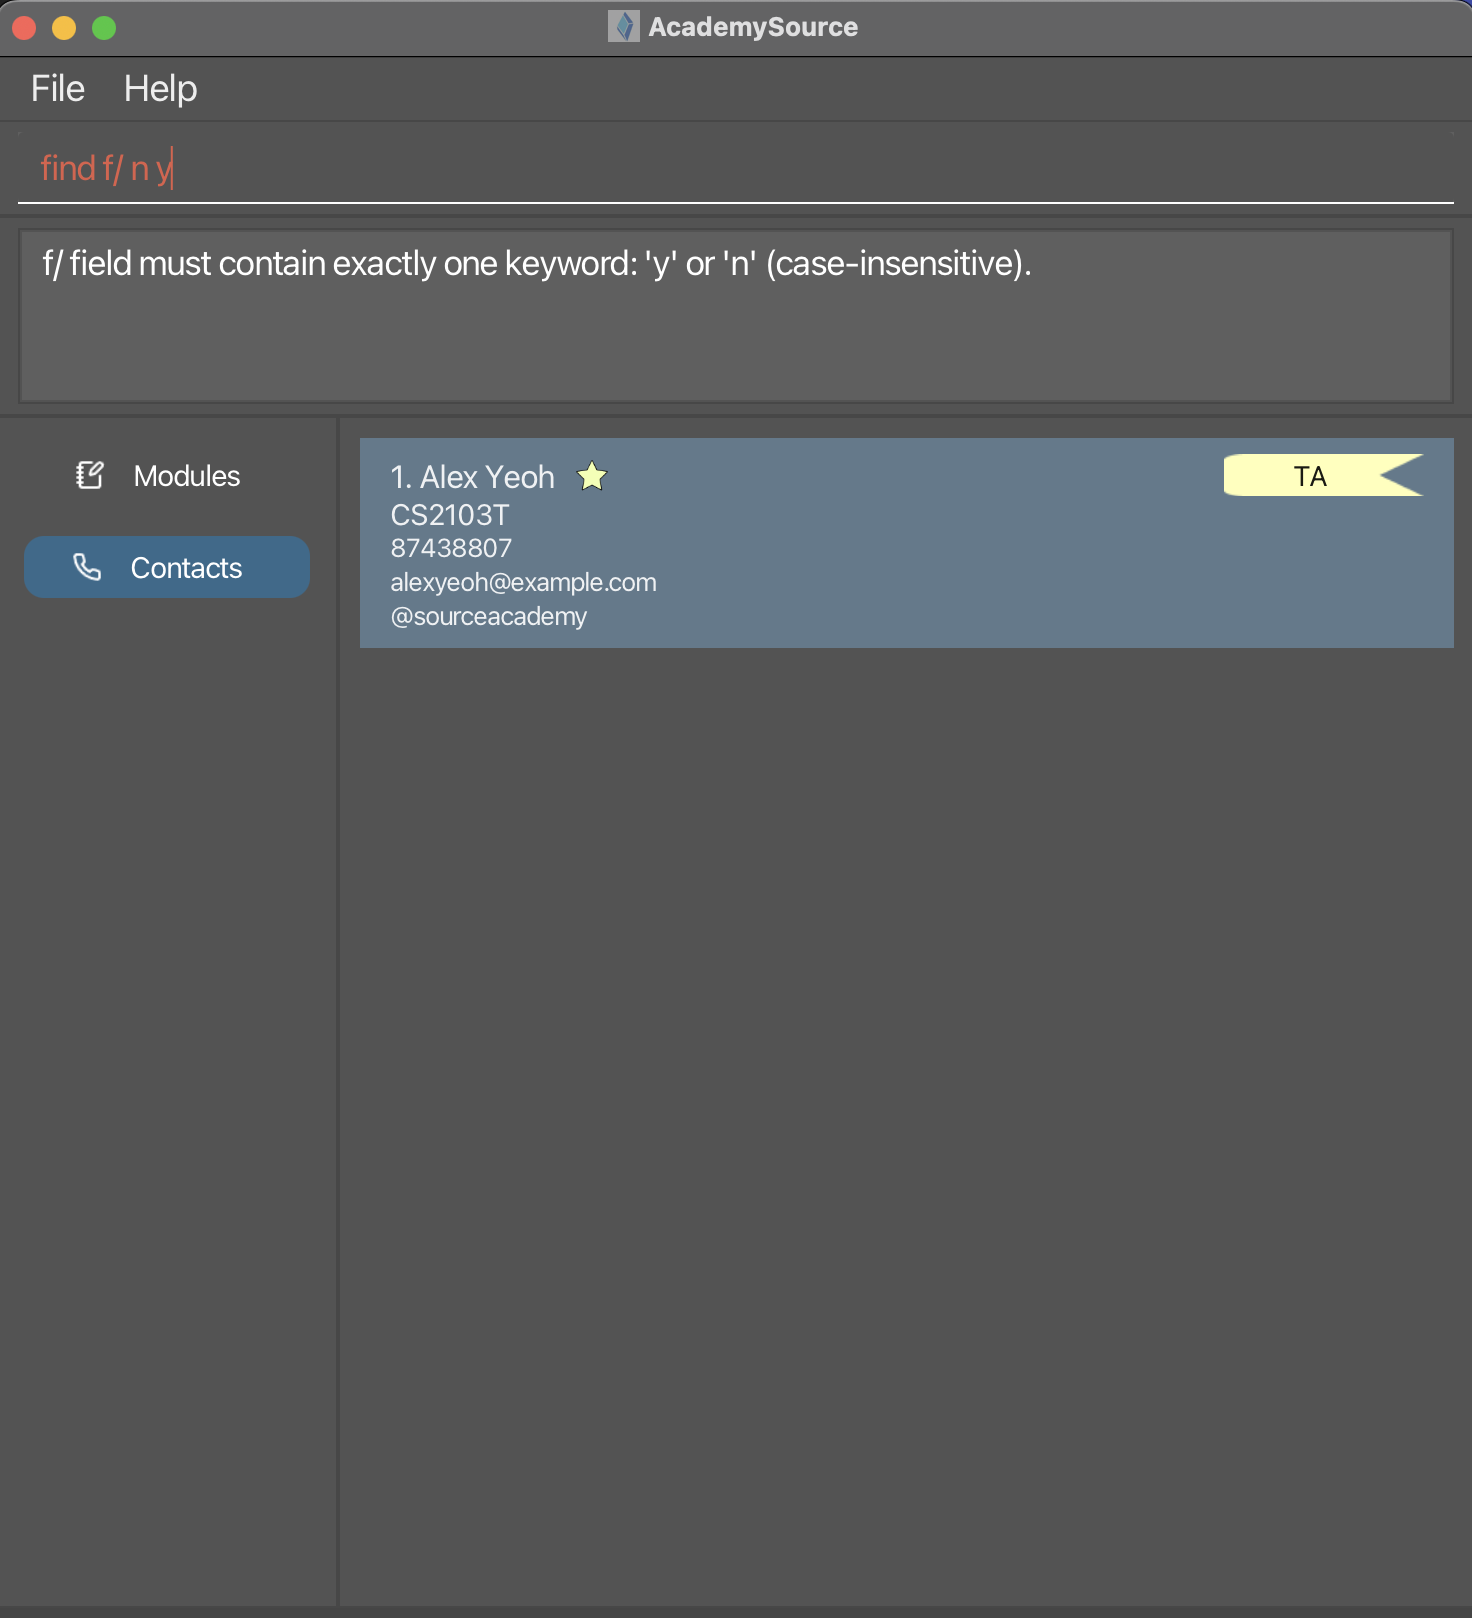 AcademySource
File Help
find f/ n y
f/ field must contain exactly one keyword: 'y' or 'n' (case-insensitive).
Modules
Contacts
1. Alex Yeoh
TA
CS2103T
87438807
alexyeoh@example.com
@sourceacademy